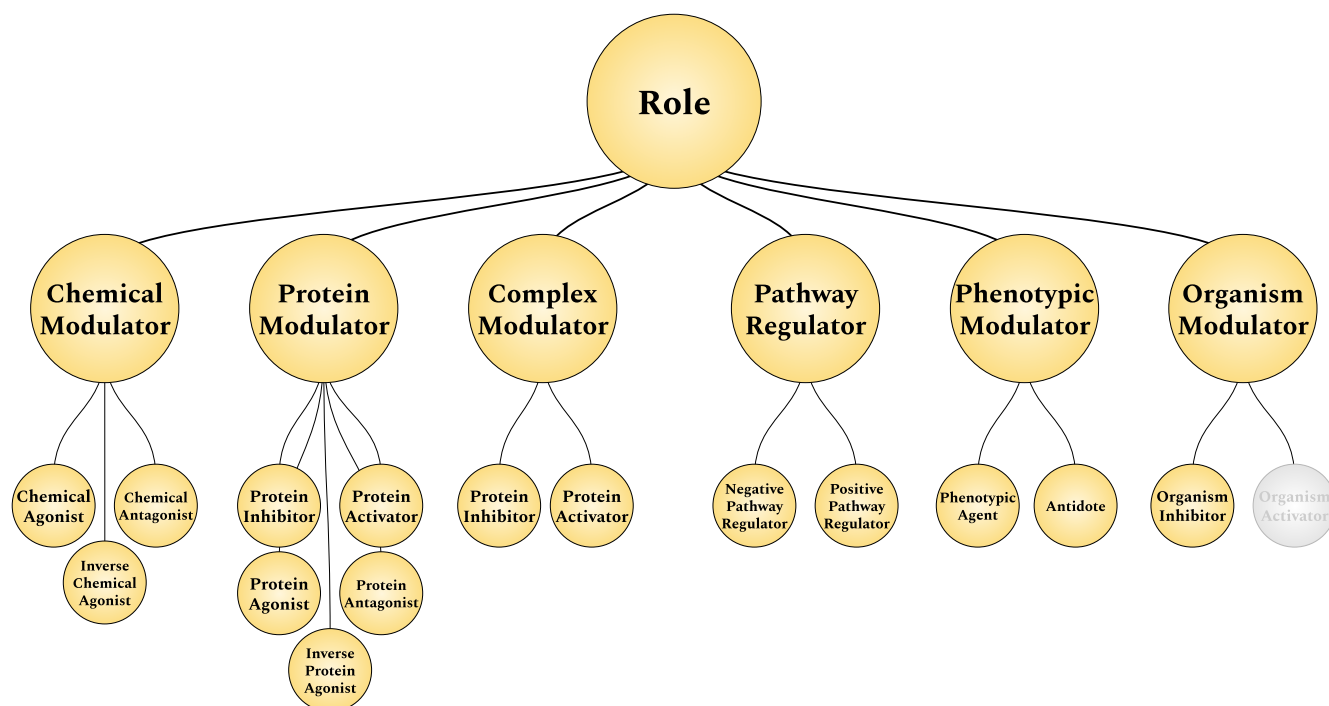 Role
Chemical
Modulator
Protein
Modulator
Complex
Modulator
Pathway
Regulator
Phenotypic
Modulator
Organism
Modulator
Chemical
Agonist
Chemical
Antagonist
Inverse
Chemical
Agonist
Protein
Inhibitor
Protein
Activator
Protein
Agonist
Protein
Antagonist
Inverse
Protein
Agonist
Protein
Inhibitor
Protein
Activator
Negative
Pathway
Regulator
Positive
Pathway
Regulator
Phenotypic
Agent
Antidote
Organism
Inhibitor
Organism
Activator